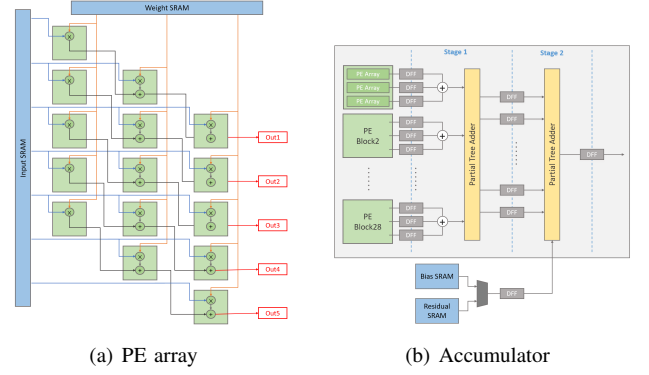 Weight SRAM
Input SRAM
×
×
+
×
+
Out1
×
×
+
×
+
Out2
×
×
+
×
+
Out3
×
×
+
×
+
Out4
×
×
+
Out5
(a) PE array
Stage 1
Stage 2
PE Array
DFF
PE Array
DFF
PE Array
DFF
+
PE
Block2
DFF
DFF
DFF
+
PE
Block28
DFF
DFF
DFF
+
Partial Tree Adder
DFF
DFF
DFF
DFF
Partial Tree Adder
DFF
Bias SRAM
Residual
SRAM
DFF
(b) Accumulator